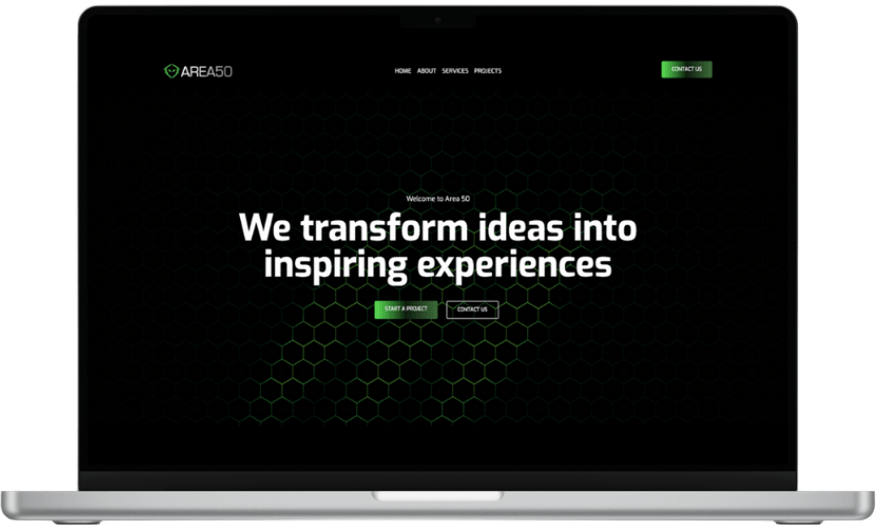 AREA50
HOME ABOUT SERVICES PROJECTS
CONTACT US
Welcome to Area 50
We transform ideas into
inspiring experiences
START A PROJECT
CONTACT US